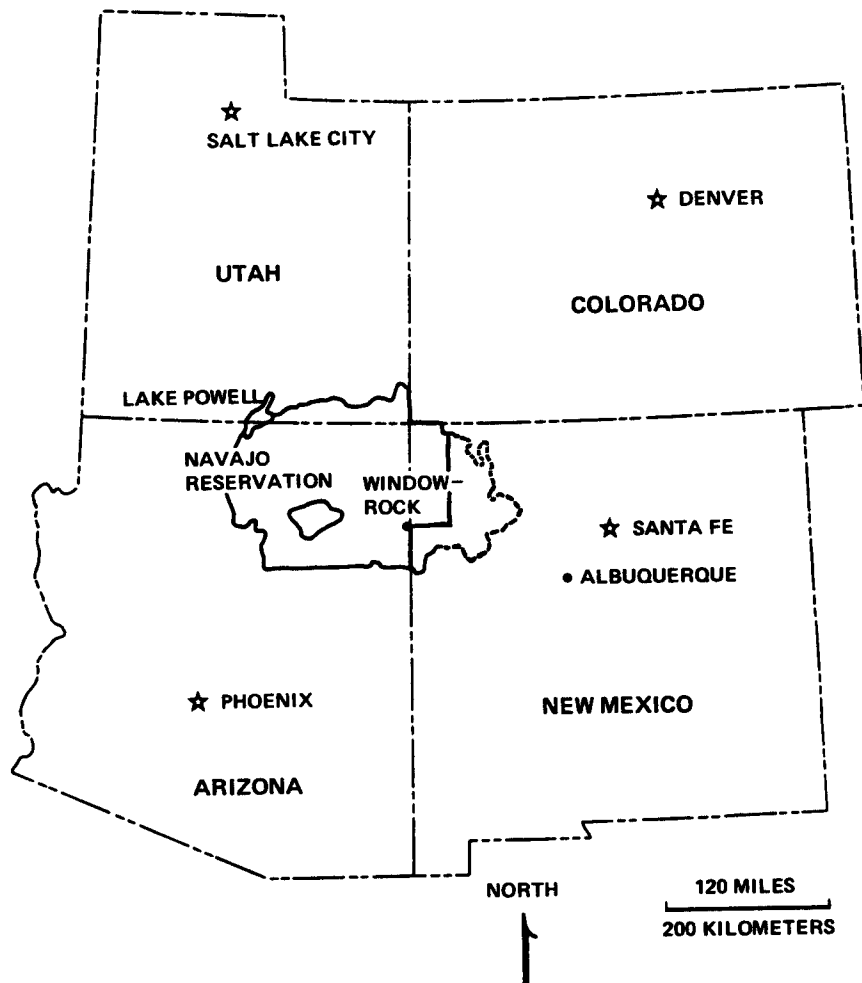 SALT LAKE CITY
DENVER
UTAH
COLORADO
LAKE POWELL
NAVAJO
RESERVATION
WINDOW-
ROCK
SANTA FE
ALBUQUERQUE
PHOENIX
NEW MEXICO
ARIZONA
NORTH
120 MILES
200 KILOMETERS